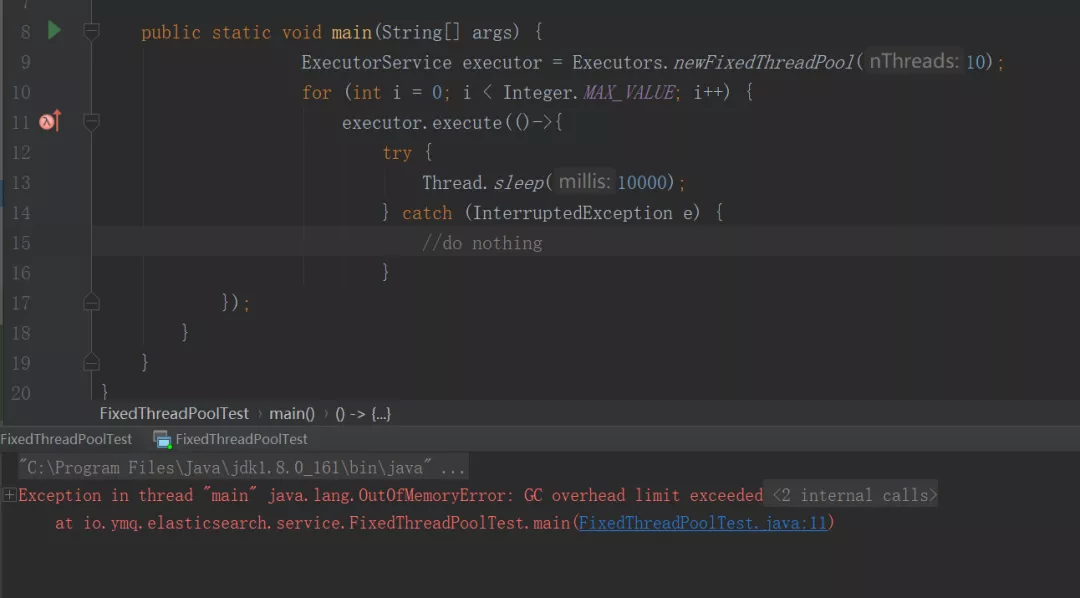 7
8 public static void main(String[] args) {
9 ExecutorService executor = Executors.newFixedThreadPool( nThreads: 10);
10 for (int i = 0; i < Integer.MAX_VALUE; i++) {
11 executor.execute(()->{
12 try {
13 Thread.sleep( millis: 10000);
14 } catch (InterruptedException e) {
15 //do nothing
16 }
17 });
18 }
19 }
20 }
FixedThreadPoolTest › main() › () -> {...}
FixedThreadPoolTest FixedThreadPoolTest
"C:\Program Files\Java\jdk1.8.0_161\bin\java" ...
Exception in thread "main" java.lang.OutOfMemoryError: GC overhead limit exceeded <2 internal calls>
at io.ymq.elasticsearch.service.FixedThreadPoolTest.main(FixedThreadPoolTest.java:11)